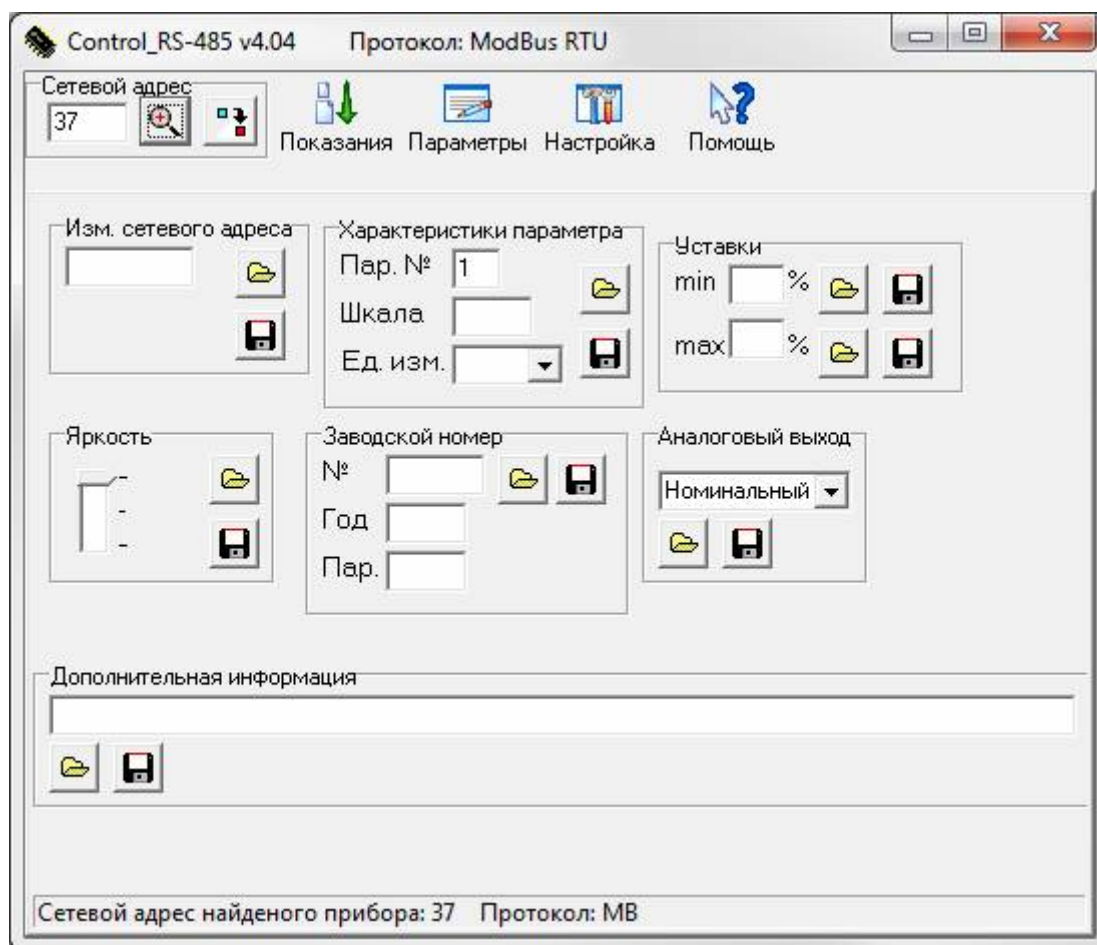 Control_RS-485 v4.04 Протокол: ModBus RTU
Сетевой адрес
37
Показания Параметры Настройка Помощь
Изм. сетевого адреса
Характеристики параметра
Пар. № 1
Шкала
Ед. изм.
Уставки
min %
max %
Яркость
Заводской номер
№
Год
Пар.
Аналоговый выход
Номинальный
Дополнительная информация
Сетевой адрес найденого прибора: 37 Протокол: MB